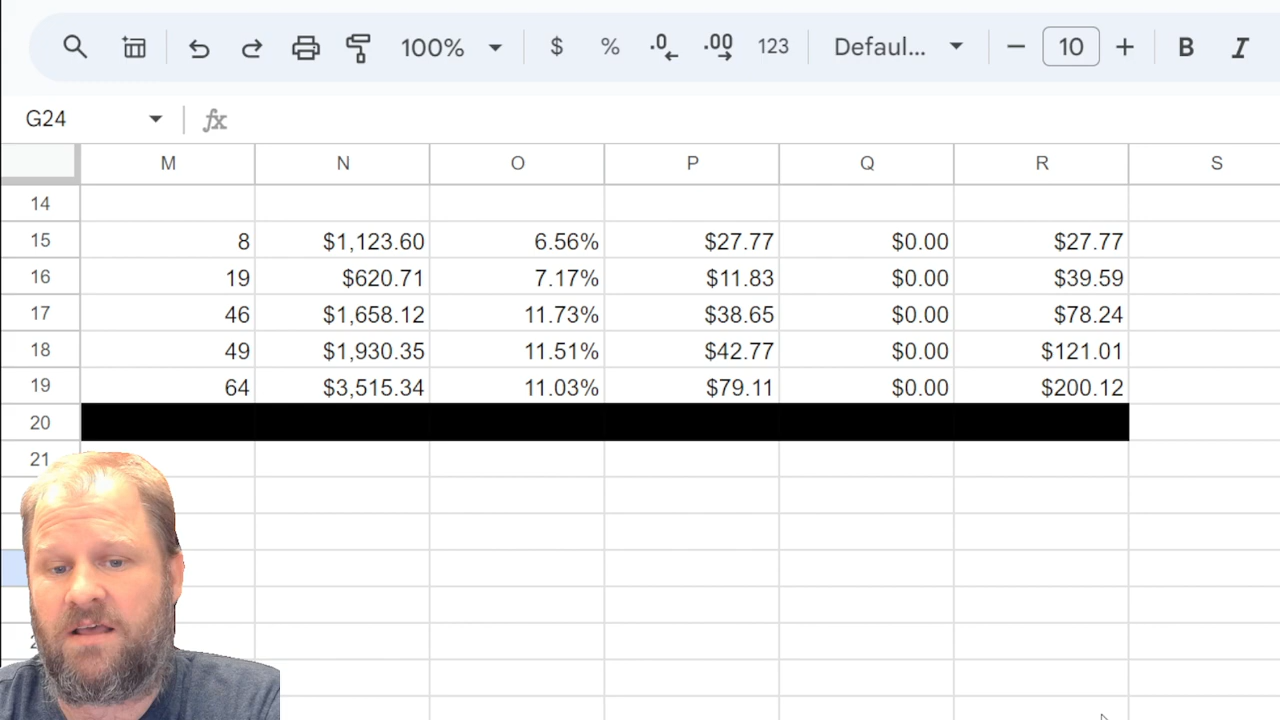 100% $ % .0 .00 123 Defaul... − 10 + B I
G24 fx
M N O P Q R S
14
15 8 $1,123.60 6.56% $27.77 $0.00 $27.77
16 19 $620.71 7.17% $11.83 $0.00 $39.59
17 46 $1,658.12 11.73% $38.65 $0.00 $78.24
18 49 $1,930.35 11.51% $42.77 $0.00 $121.01
19 64 $3,515.34 11.03% $79.11 $0.00 $200.12
20
21